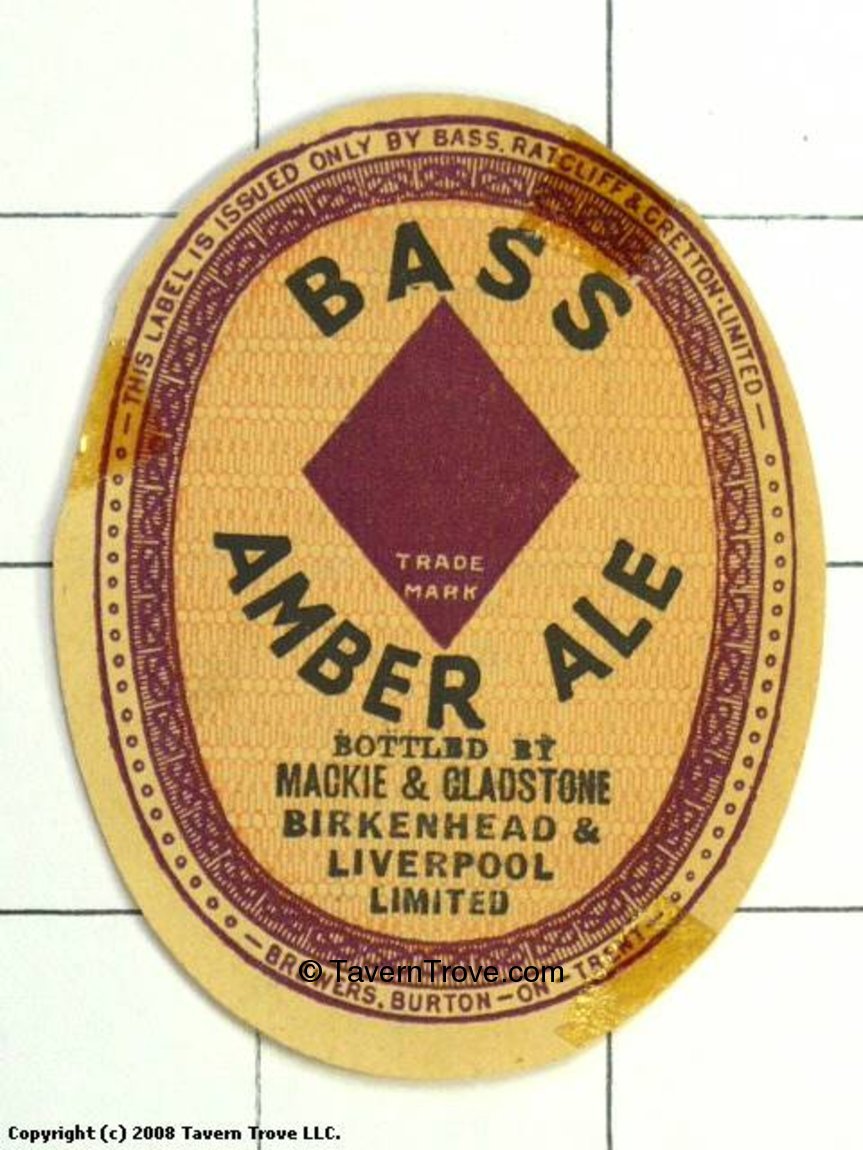 — THIS LABEL IS ISSUED ONLY BY BASS, RATCLIFF & GRETTON · LIMITED —
BASS
TRADE
MARK
AMBER ALE
BOTTLED BY
MACKIE & GLADSTONE
BIRKENHEAD &
LIVERPOOL
LIMITED
— BREWERS, BURTON—ON—TRENT —
© TavernTrove.com
Copyright (c) 2008 Tavern Trove LLC.